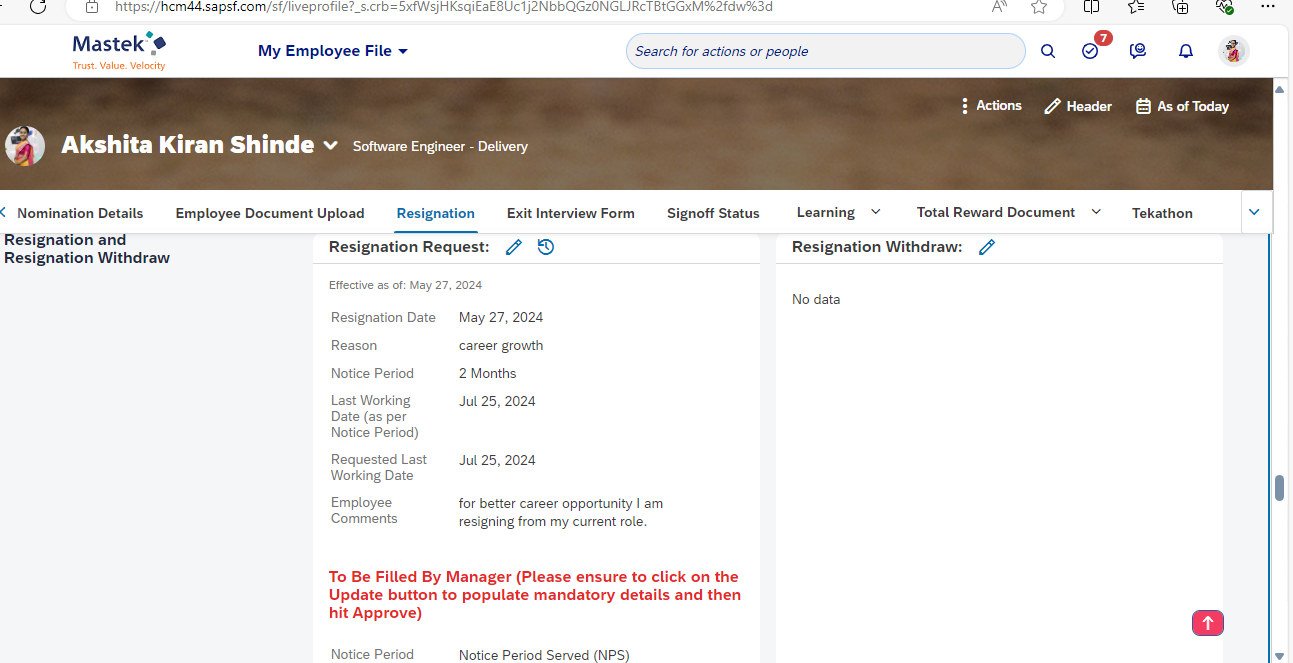 https://hcm44.sapsf.com/sf/liveprofile?_s.crb=5xfWsjHKsqiEaE8Uc1j2NbbQGz0NGLJRcTBtGGxM%2fdw%3d
Mastek
Trust. Value. Velocity
My Employee File
Search for actions or people
7
Actions
Header
As of Today
Akshita Kiran Shinde
Software Engineer - Delivery
Nomination Details
Employee Document Upload
Resignation
Exit Interview Form
Signoff Status
Learning
Total Reward Document
Tekathon
Resignation and
Resignation Withdraw
Resignation Request:
Effective as of: May 27, 2024
Resignation Date May 27, 2024
Reason career growth
Notice Period 2 Months
Last Working Jul 25, 2024
Date (as per
Notice Period)
Requested Last Jul 25, 2024
Working Date
Employee for better career opportunity I am
Comments resigning from my current role.
To Be Filled By Manager (Please ensure to click on the
Update button to populate mandatory details and then
hit Approve)
Notice Period Notice Period Served (NPS)
Resignation Withdraw:
No data